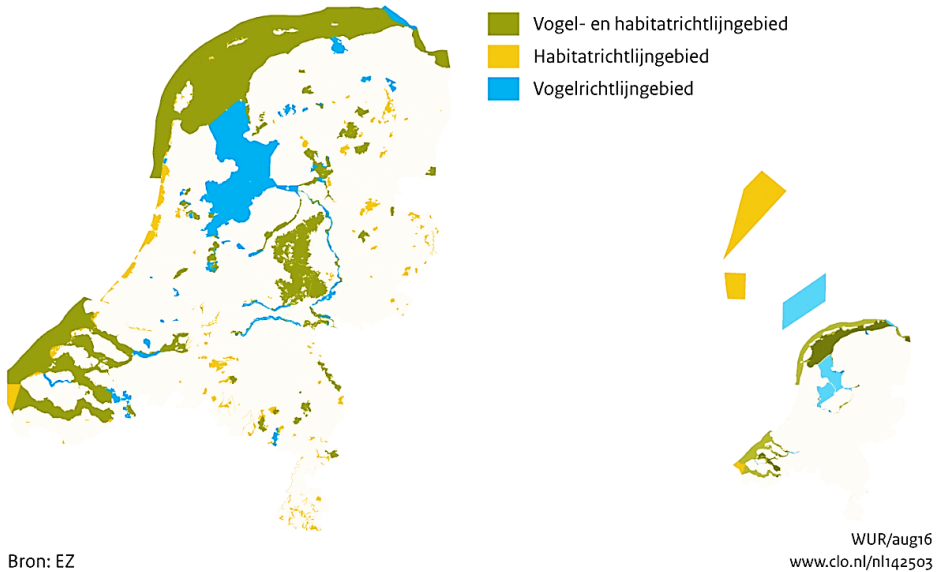 Vogel- en habitatrichtlijngebied
Habitatrichtlijngebied
Vogelrichtlijngebied
Bron: EZ
WUR/aug16
www.clo.nl/nl142503